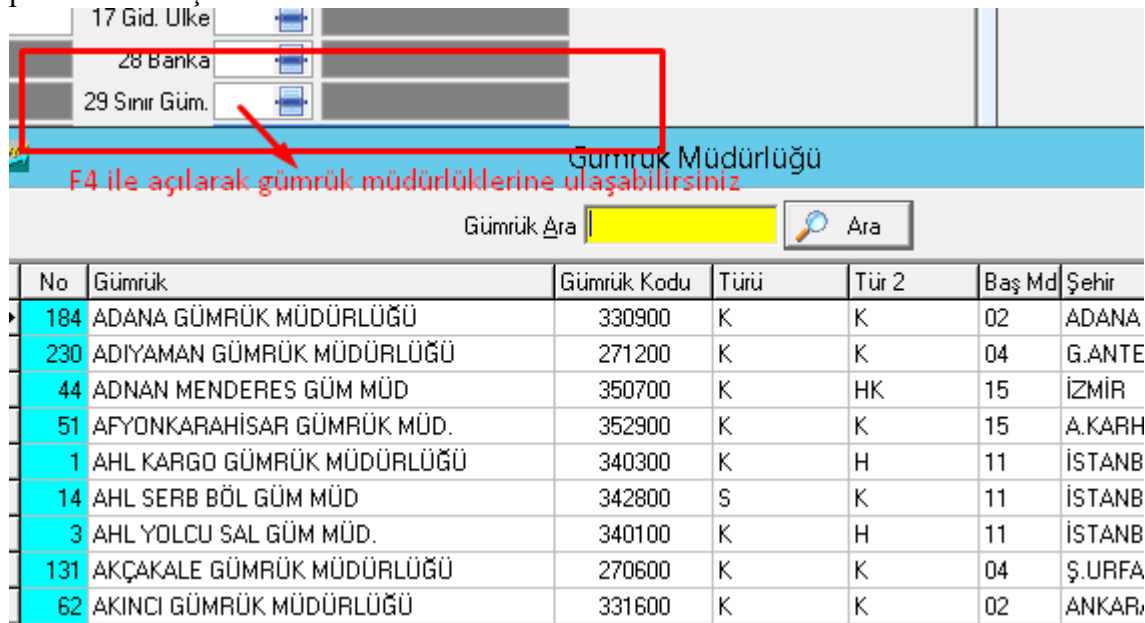 17 Gid. Ülke
28 Banka
29 Sınır Güm.
Gümrük Müdürlüğü
F4 ile açılarak gümrük müdürlüklerine ulaşabilirsiniz
Gümrük Ara Ara
No Gümrük Gümrük Kodu Türü Tür 2 Baş Md Şehir
184 ADANA GÜMRÜK MÜDÜRLÜĞÜ 330900 K K 02 ADANA
230 ADIYAMAN GÜMRÜK MÜDÜRLÜĞÜ 271200 K K 04 G.ANTE
44 ADNAN MENDERES GÜM MÜD 350700 K HK 15 İZMİR
51 AFYONKARAHİSAR GÜMRÜK MÜD. 352900 K K 15 A.KARH
1 AHL KARGO GÜMRÜK MÜDÜRLÜĞÜ 340300 K H 11 İSTANB
14 AHL SERB BÖL GÜM MÜD 342800 S K 11 İSTANB
3 AHL YOLCU SAL GÜM MÜD. 340100 K H 11 İSTANB
131 AKÇAKALE GÜMRÜK MÜDÜRLÜĞÜ 270600 K K 04 Ş.URFA
62 AKINCI GÜMRÜK MÜDÜRLÜĞÜ 331600 K K 02 ANKARA